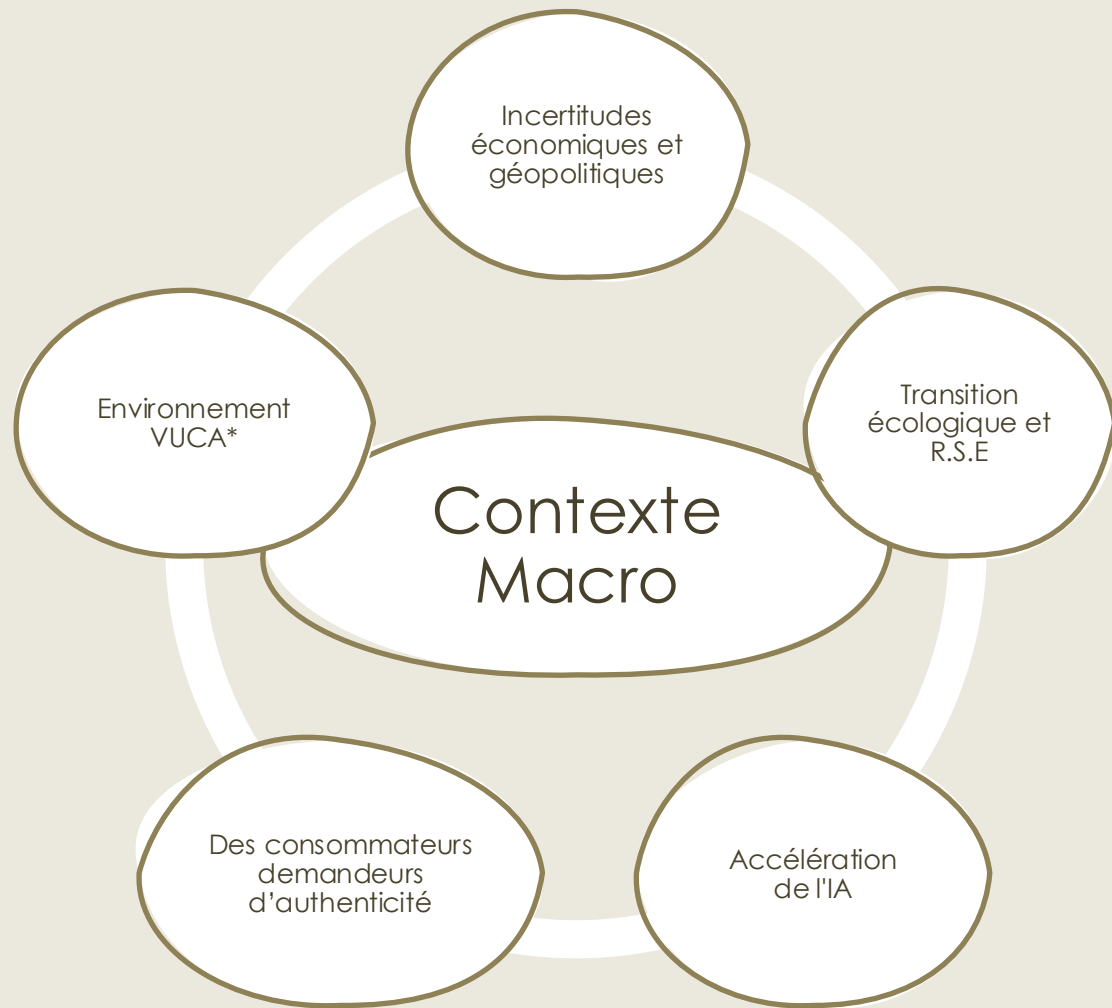 Incertitudes
économiques et
géopolitiques
Environnement
VUCA*
Transition
écologique et
R.S.E
Contexte
Macro
Des consommateurs
demandeurs
d’authenticité
Accélération
de l'IA